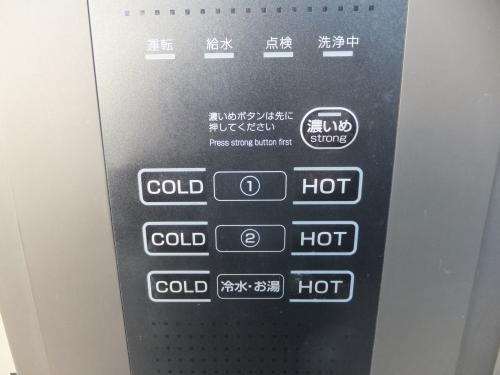 運転 給水 点検 洗浄中
濃いめボタンは先に
押してください
Press strong button first
濃いめ
strong
COLD ① HOT
COLD ② HOT
COLD 冷水・お湯 HOT